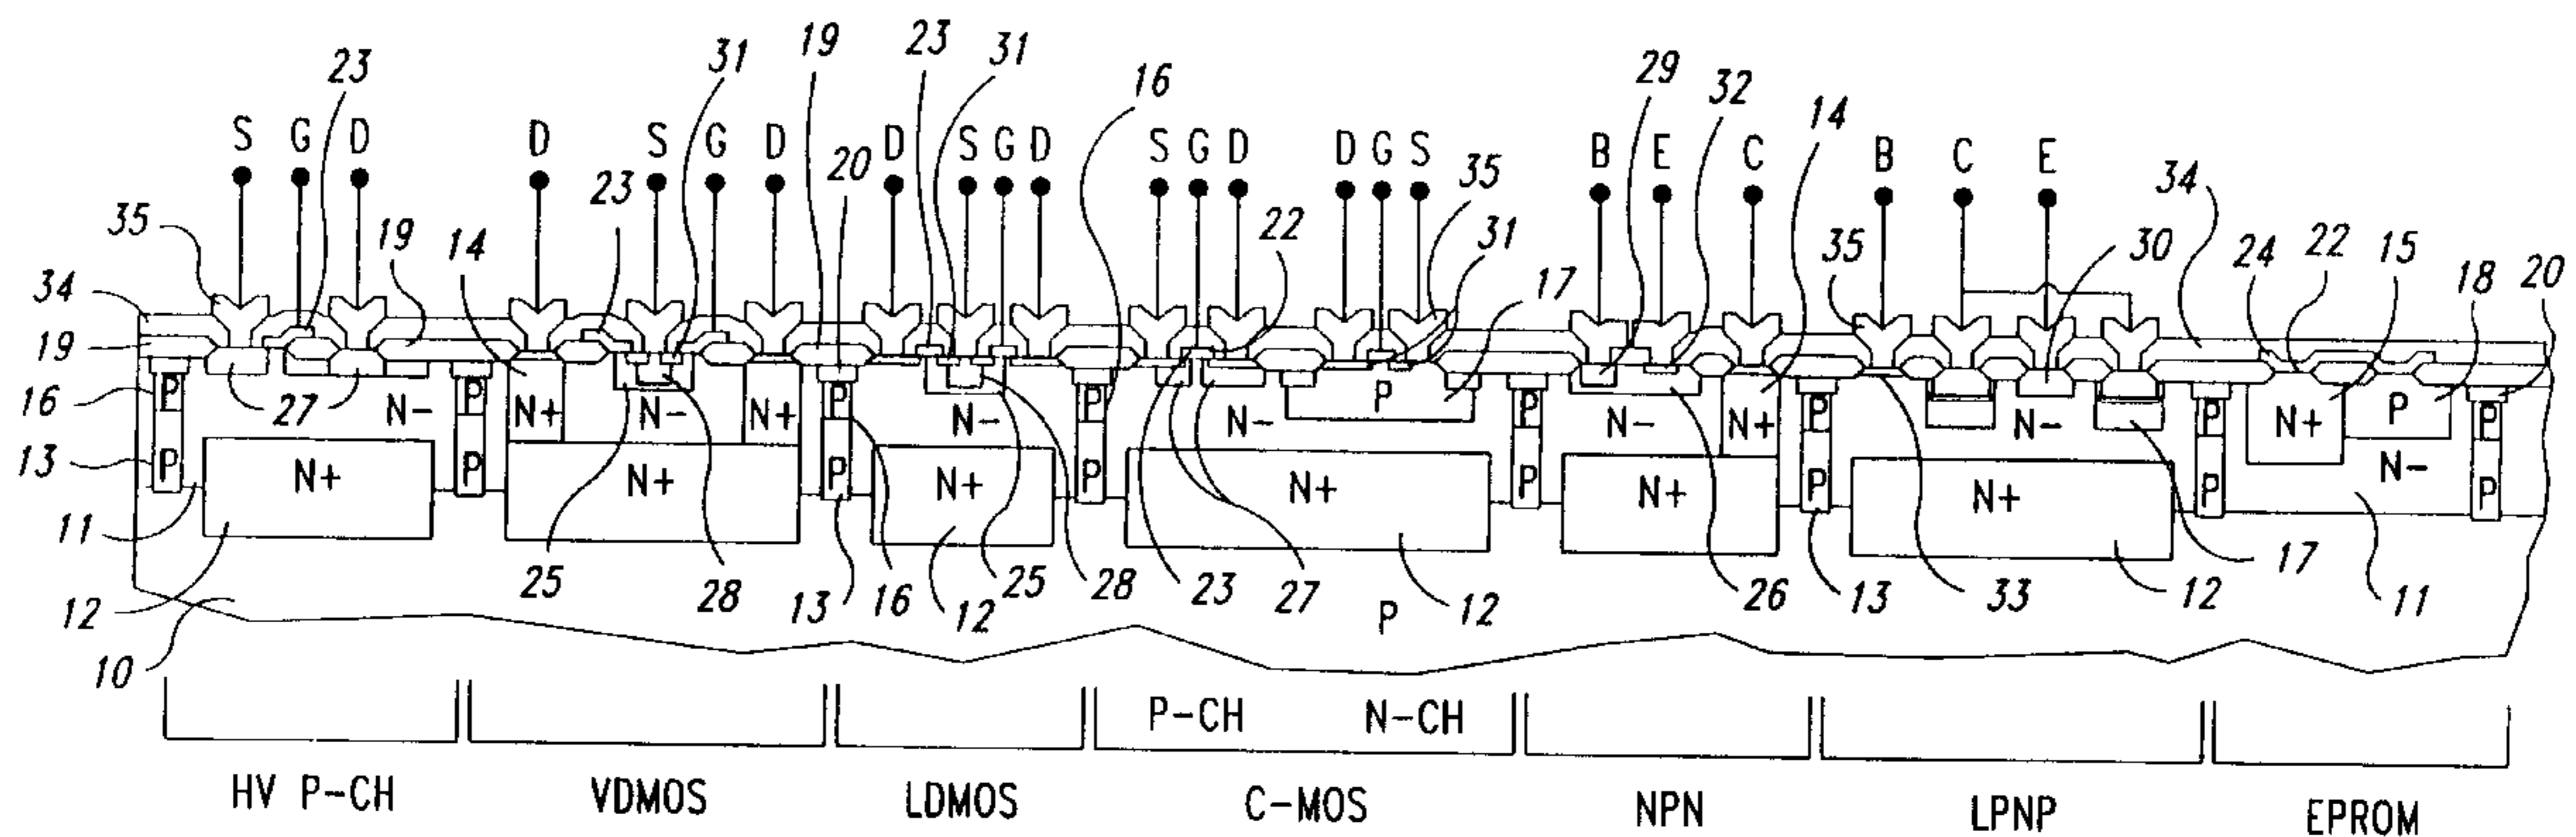 23 31 19 23 31 16 29 32 14
S G D D S G D 20 D S G D S G D D G S 35 B E C B C E 34
35 19 14 23 22 31 35 30 24 22 15 18 20
34 17
19
16 P P N+ N+ P P P P P P
27 N- N- N- N- P N- N+ N- N+ P
13 P P P P P P N- P P
N+ N+ N+ N+ N+ N+
11
12 25 28 13 16 12 25 28 23 27 12 26 13 33 12 17 11
10 P
P-CH N-CH
HV P-CH VDMOS LDMOS C-MOS NPN LPNP EPROM